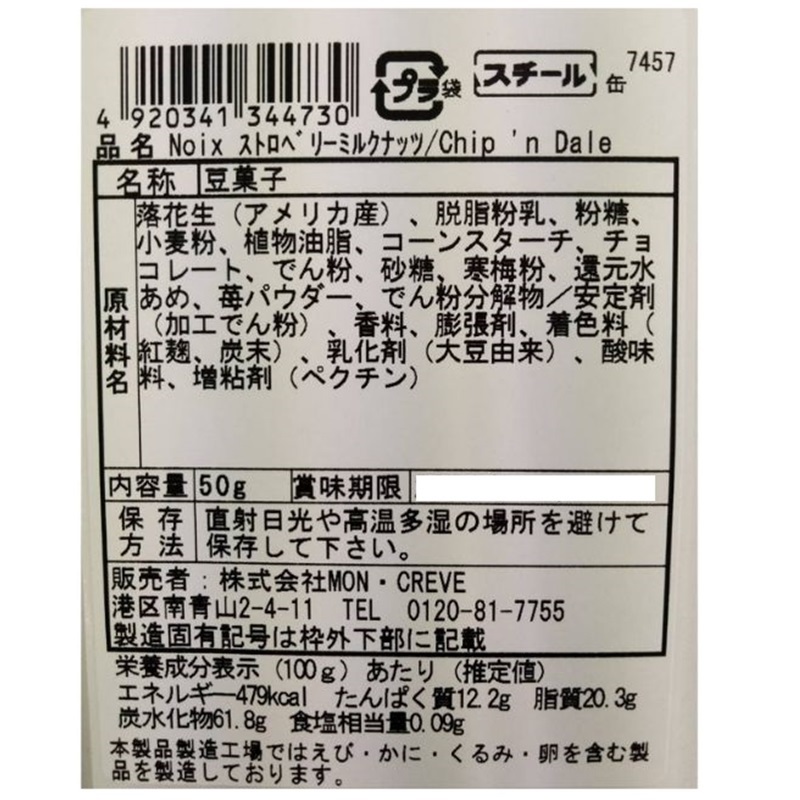 4 920341 344730
プラ 袋 スチール 缶 7457
品名 Noix ストロベリーミルクナッツ/Chip 'n Dale
名称 豆菓子
原材料名
落花生（アメリカ産）、脱脂粉乳、粉糖、
小麦粉、植物油脂、コーンスターチ、チョ
コレート、でん粉、砂糖、寒梅粉、還元水
あめ、苺パウダー、でん粉分解物／安定剤
（加工でん粉）、香料、膨張剤、着色料（
紅麹、炭末）、乳化剤（大豆由来）、酸味
料、増粘剤（ペクチン）
内容量 50g 賞味期限
保存方法 直射日光や高温多湿の場所を避けて
保存して下さい。
販売者：株式会社MON・CREVE
港区南青山2-4-11 TEL 0120-81-7755
製造固有記号は枠外下部に記載
栄養成分表示（100g）あたり（推定値）
エネルギー479kcal たんぱく質12.2g 脂質20.3g
炭水化物61.8g 食塩相当量0.09g
本製品製造工場ではえび・かに・くるみ・卵を含む製
品を製造しております。